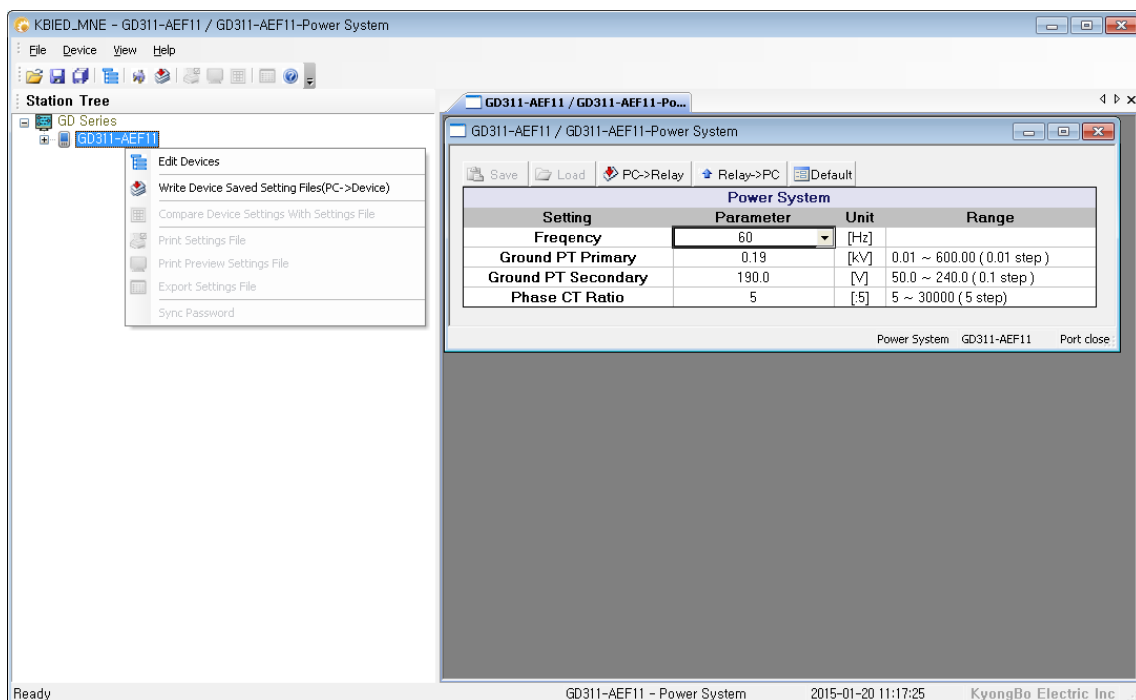 KBIED_MNE - GD311-AEF11 / GD311-AEF11-Power System
File Device View Help
Station Tree
GD Series
GD311-AEF11
Edit Devices
Write Device Saved Setting Files(PC->Device)
Compare Device Settings With Settings File
Print Settings File
Print Preview Settings File
Export Settings File
Sync Password
GD311-AEF11 / GD311-AEF11-Po...
GD311-AEF11 / GD311-AEF11-Power System
Save Load PC->Relay Relay->PC Default
Power System
Setting Parameter Unit Range
Freqency 60 [Hz]
Ground PT Primary 0.19 [kV] 0.01 ~ 600.00 ( 0.01 step )
Ground PT Secondary 190.0 [V] 50.0 ~ 240.0 ( 0.1 step )
Phase CT Ratio 5 [:5] 5 ~ 30000 ( 5 step)
Power System GD311-AEF11 Port close
Ready GD311-AEF11 - Power System 2015-01-20 11:17:25 KyongBo Electric Inc